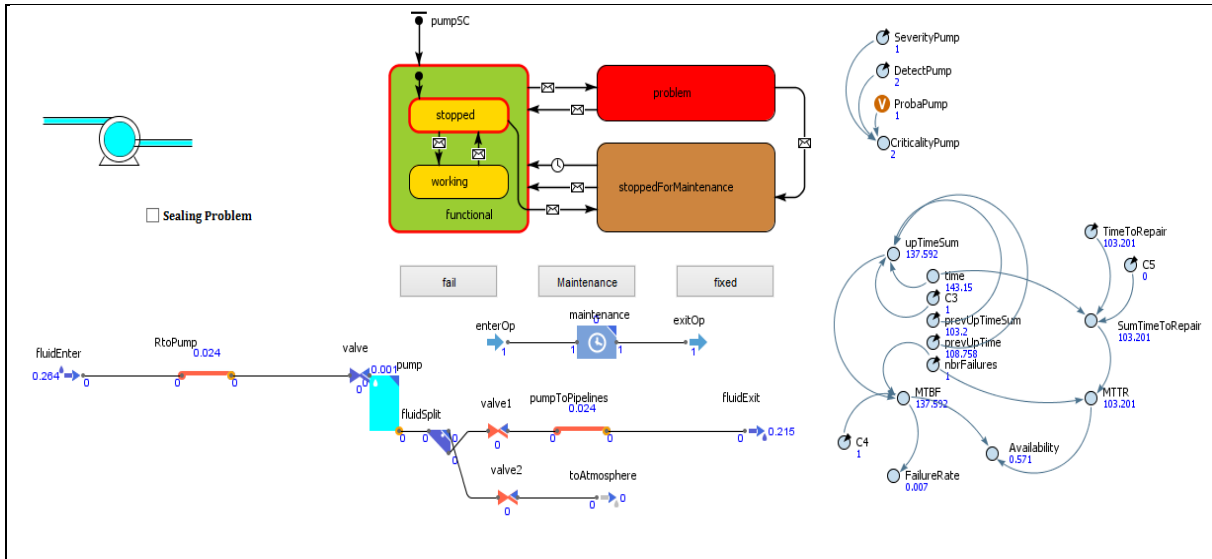 pumpSC
stopped
working
functional
problem
stoppedForMaintenance
SeverityPump
1
DetectPump
2
V
ProbaPump
1
CriticalityPump
2
Sealing Problem
fail
Maintenance
fixed
upTimeSum
137.592
time
143.15
C3
1
prevUpTimeSum
103.2
prevUpTime
108.758
nbrFailures
1
TimeToRepair
103.201
C5
0
SumTimeToRepair
103.201
MTBF
137.592
MTTR
103.201
C4
1
Availability
0.571
FailureRate
0.007
enterOp
1
maintenance
0
1
1
exitOp
1
fluidEnter
0.264
0
RtoPump
0.024
0
0
valve
0
0.001
pump
0
0
fluidSplit
0
0
0
valve1
0
pumpToPipelines
0.024
0
0
fluidExit
0
0.215
valve2
0
toAtmosphere
0
0